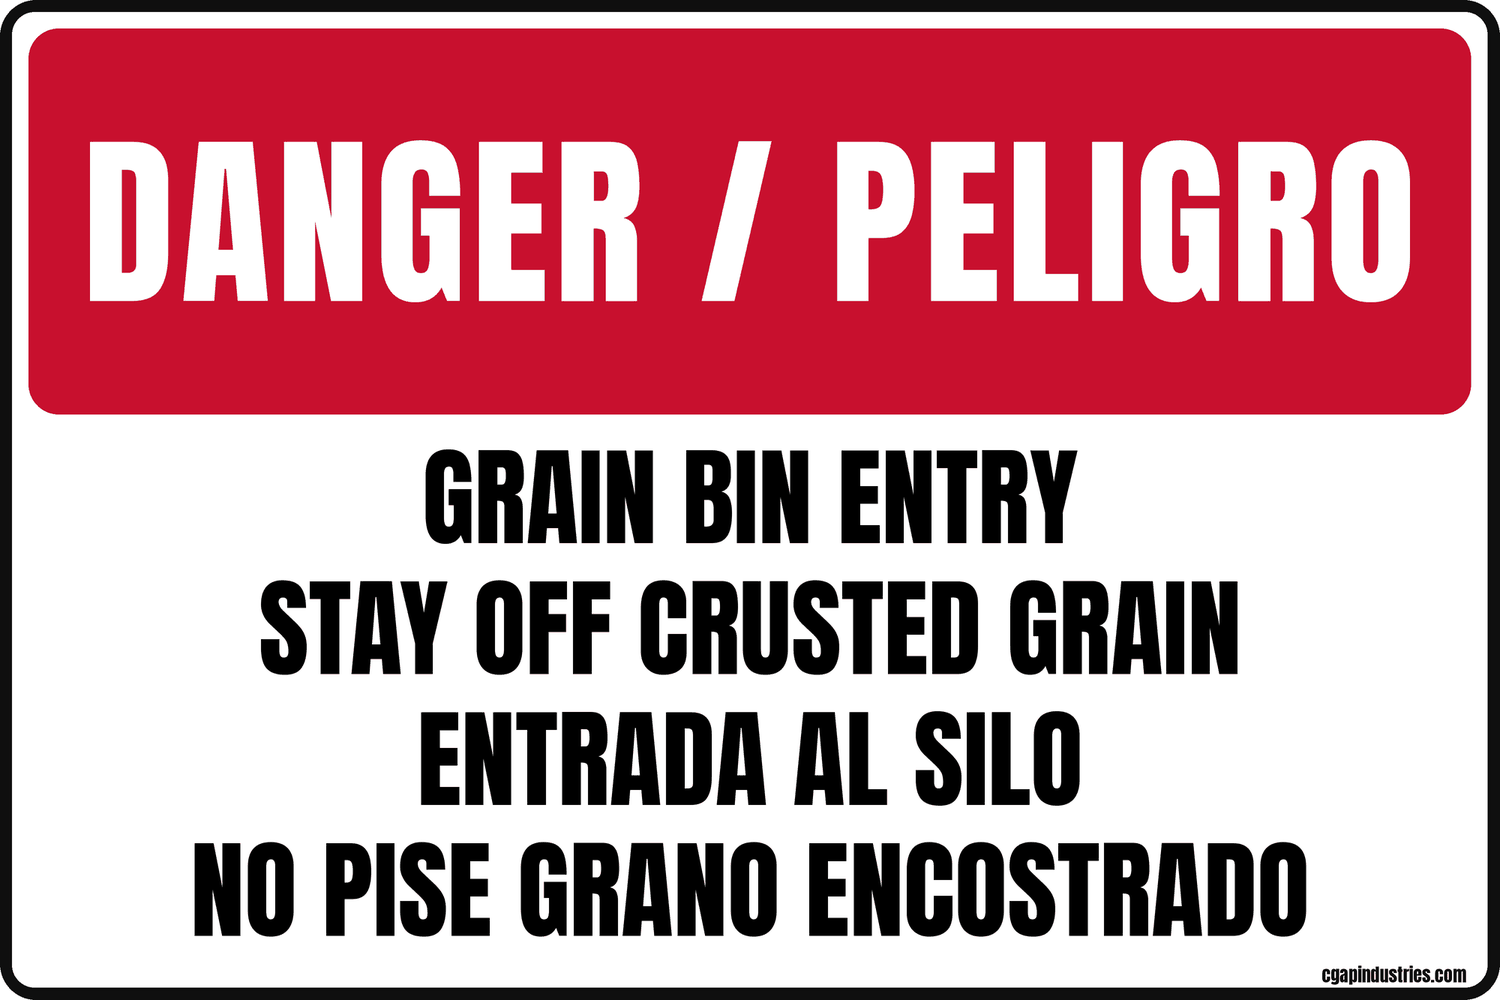 DANGER / PELIGRO
GRAIN BIN ENTRY
STAY OFF CRUSTED GRAIN
ENTRADA AL SILO
NO PISE GRANO ENCOSTRADO
cgapindustries.com